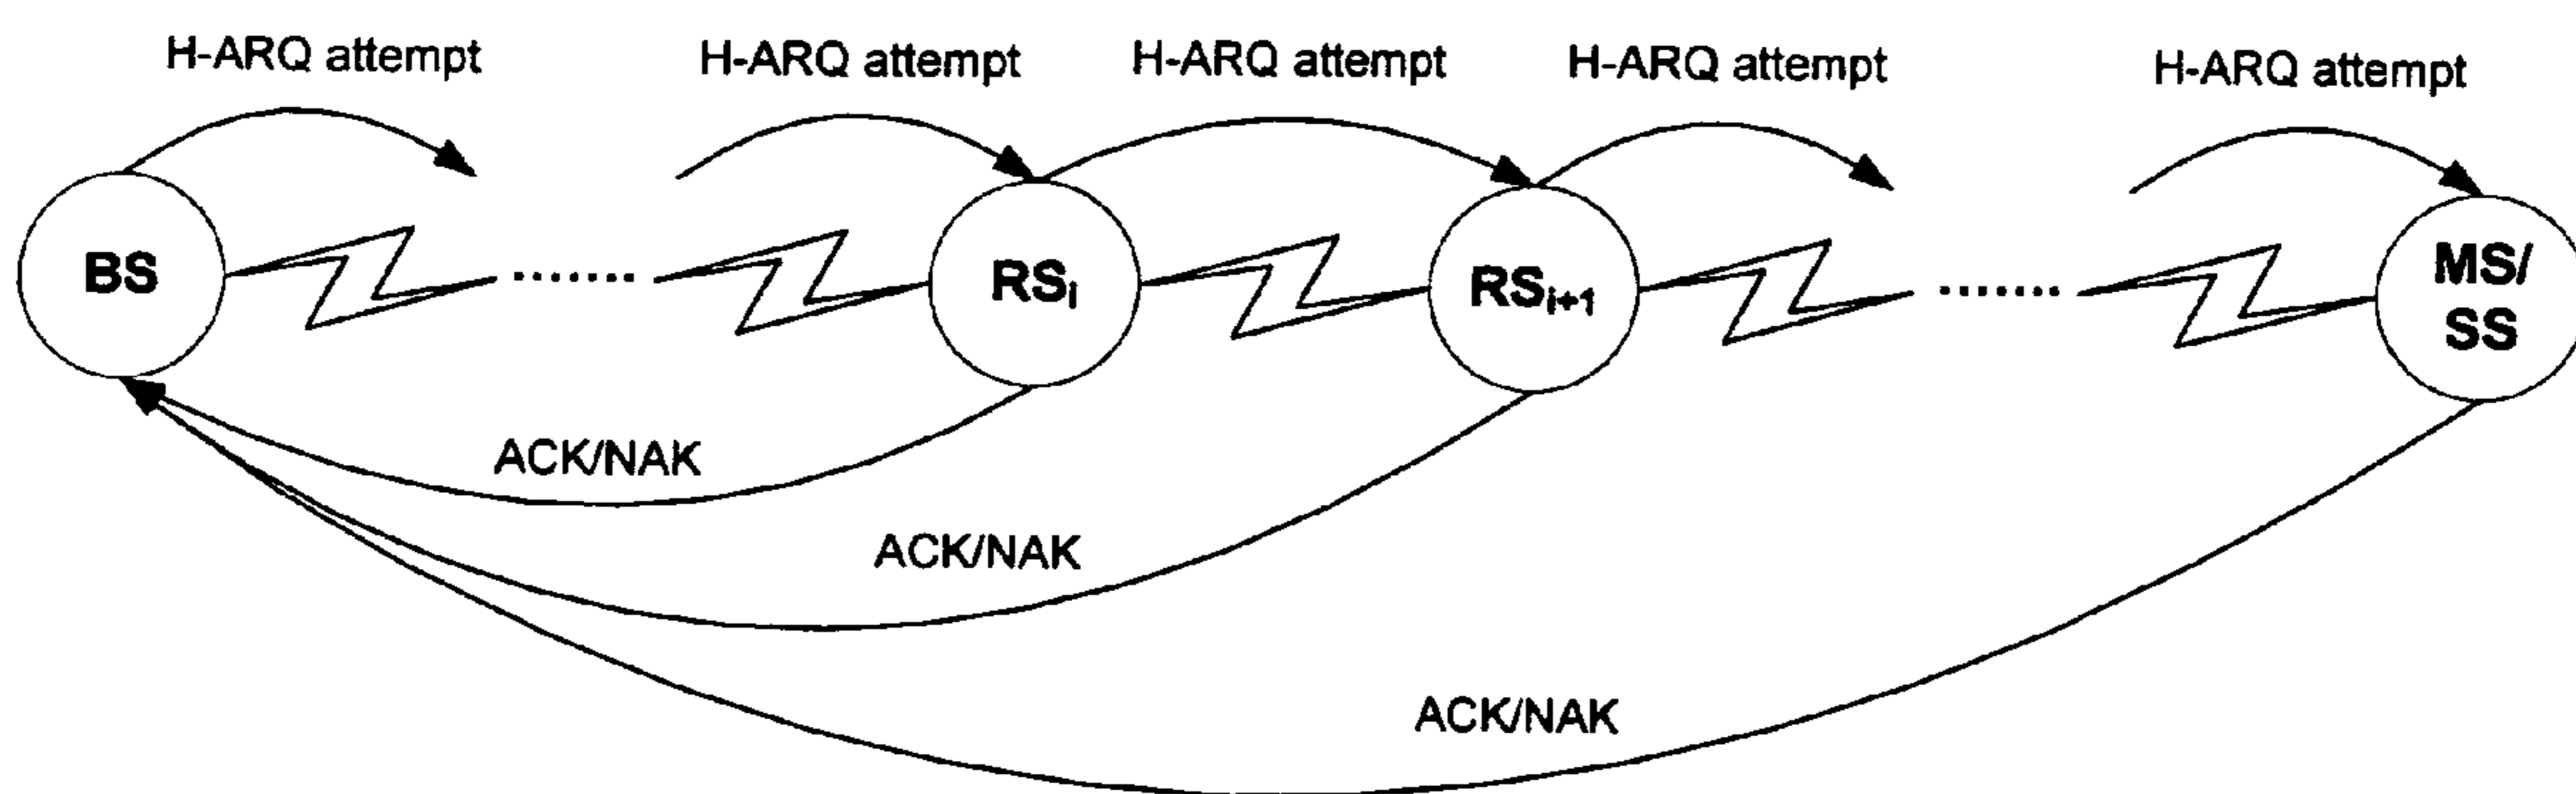 H-ARQ attempt
H-ARQ attempt
H-ARQ attempt
H-ARQ attempt
H-ARQ attempt
BS
RSi
RSi+1
MS/
SS
ACK/NAK
ACK/NAK
ACK/NAK